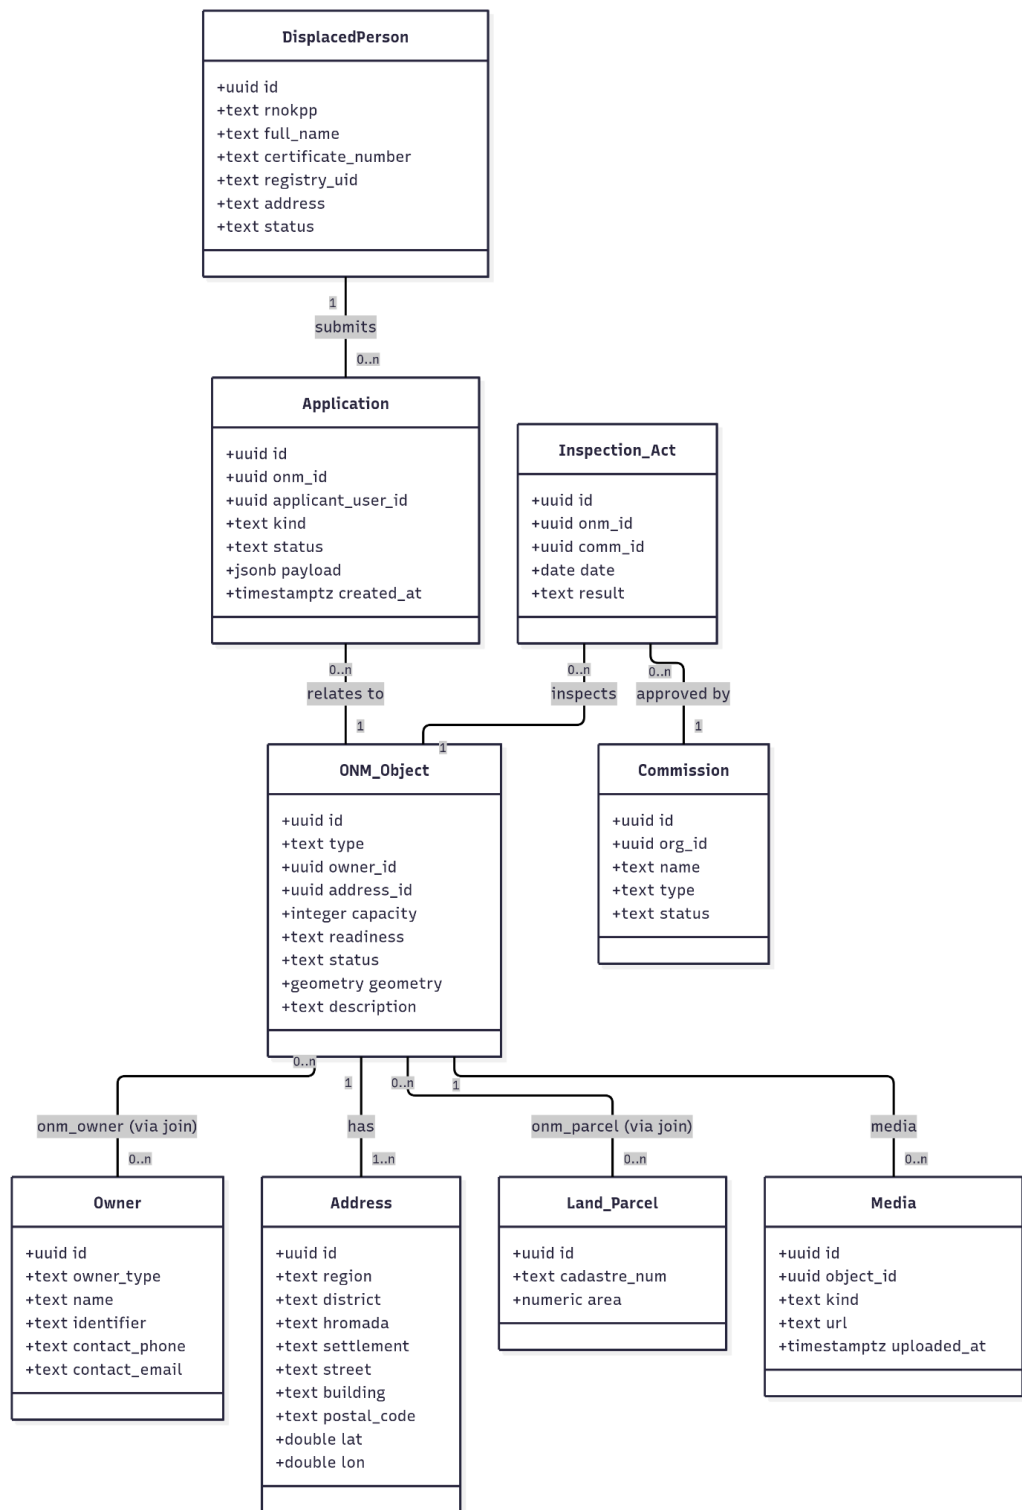 DisplacedPerson
+uuid id
+text rnokpp
+text full_name
+text certificate_number
+text registry_uid
+text address
+text status
1
submits
0..n
Application
+uuid id
+uuid onm_id
+uuid applicant_user_id
+text kind
+text status
+jsonb payload
+timestamptz created_at
Inspection_Act
+uuid id
+uuid onm_id
+uuid comm_id
+date date
+text result
0..n
relates to
1
0..n
inspects
1
0..n
approved by
1
ONM_Object
+uuid id
+text type
+uuid owner_id
+uuid address_id
+integer capacity
+text readiness
+text status
+geometry geometry
+text description
Commission
+uuid id
+uuid org_id
+text name
+text type
+text status
0..n
onm_owner (via join)
0..n
1
has
1..n
0..n
onm_parcel (via join)
0..n
1
media
0..n
Owner
+uuid id
+text owner_type
+text name
+text identifier
+text contact_phone
+text contact_email
Address
+uuid id
+text region
+text district
+text hromada
+text settlement
+text street
+text building
+text postal_code
+double lat
+double lon
Land_Parcel
+uuid id
+text cadastre_num
+numeric area
Media
+uuid id
+uuid object_id
+text kind
+text url
+timestamptz uploaded_at